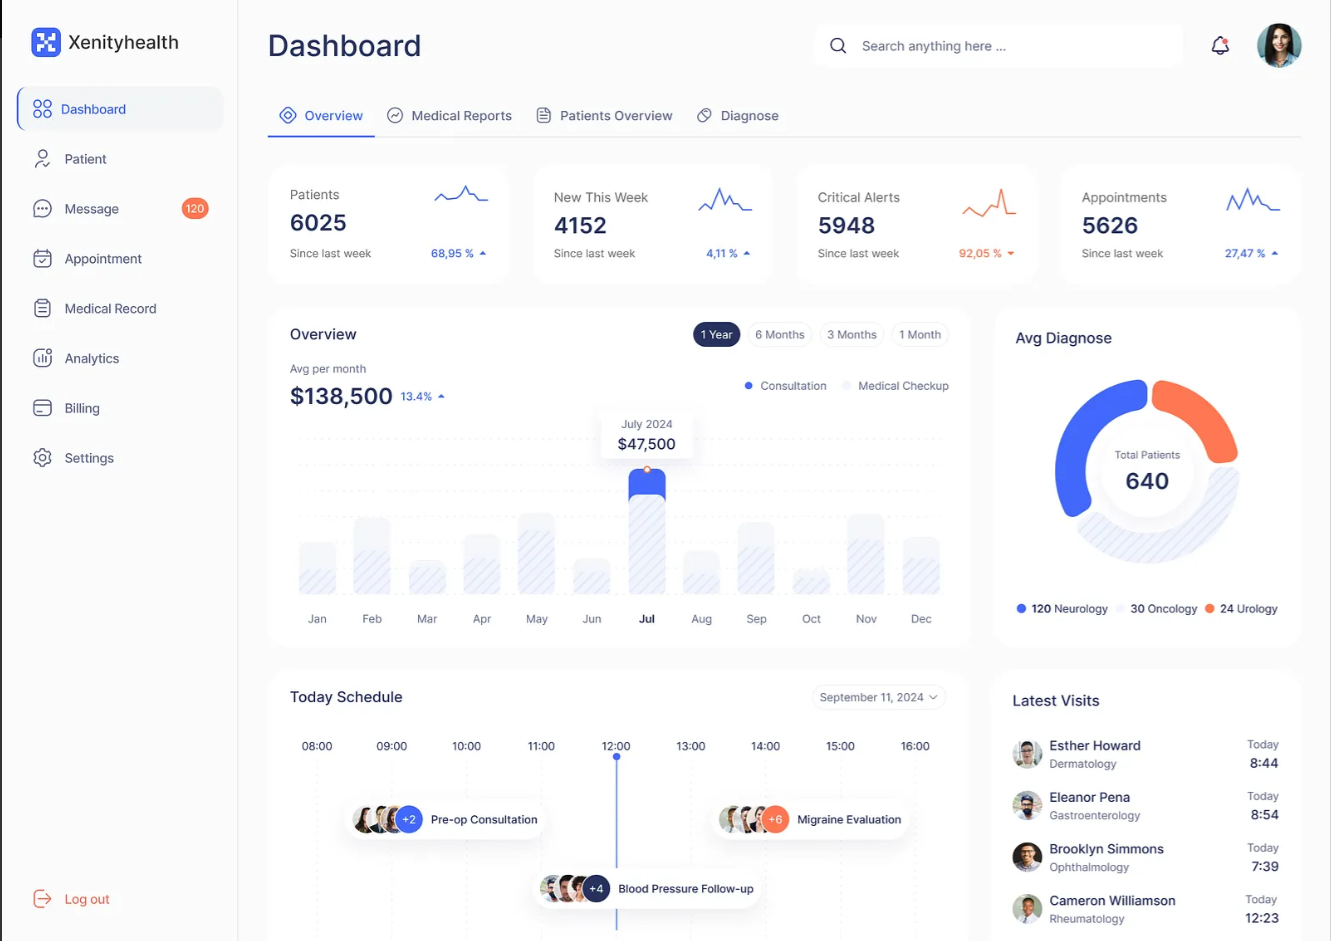 Xenityhealth
Dashboard
Search anything here ...
Dashboard
Patient
Message 120
Appointment
Medical Record
Analytics
Billing
Settings
Log out
Overview Medical Reports Patients Overview Diagnose
Patients
6025
Since last week 68,95 %
New This Week
4152
Since last week 4,11 %
Critical Alerts
5948
Since last week 92,05 %
Appointments
5626
Since last week 27,47 %
Overview
1 Year 6 Months 3 Months 1 Month
Avg per month
$138,500 13.4%
Consultation Medical Checkup
July 2024
$47,500
Jan Feb Mar Apr May Jun Jul Aug Sep Oct Nov Dec
Avg Diagnose
Total Patients
640
120 Neurology 30 Oncology 24 Urology
Today Schedule
September 11, 2024
08:00 09:00 10:00 11:00 12:00 13:00 14:00 15:00 16:00
+2 Pre-op Consultation
+6 Migraine Evaluation
+4 Blood Pressure Follow-up
Latest Visits
Esther Howard Today
Dermatology 8:44
Eleanor Pena Today
Gastroenterology 8:54
Brooklyn Simmons Today
Ophthalmology 7:39
Cameron Williamson Today
Rheumatology 12:23